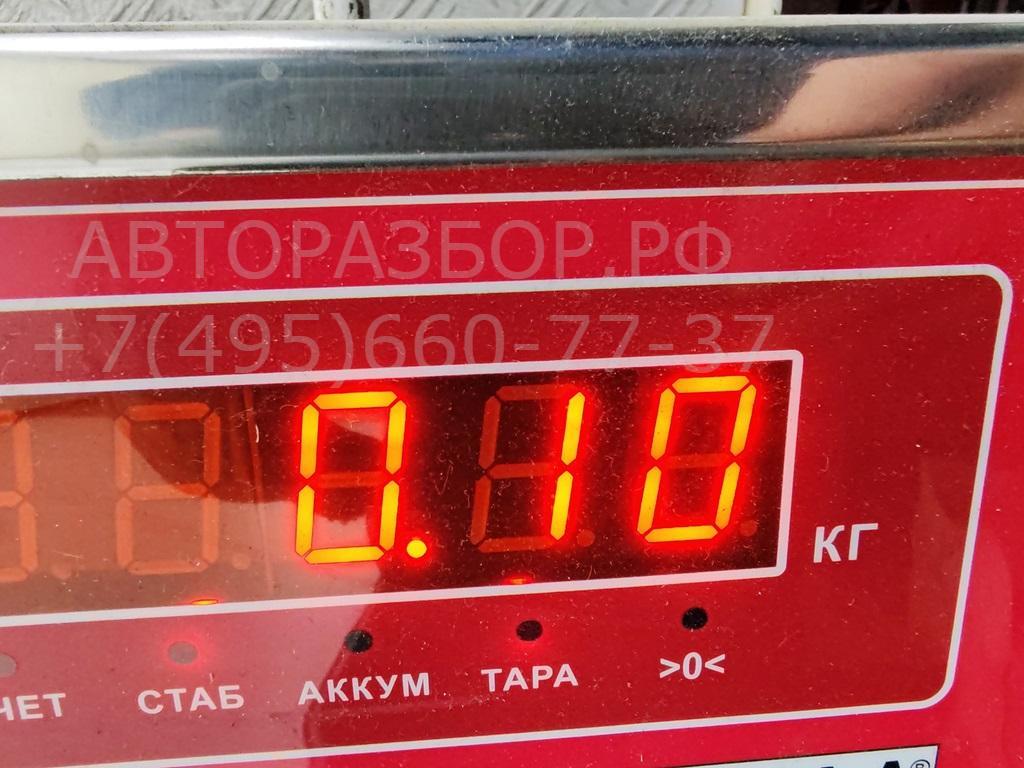 АВТОРАЗБОР.РФ
+7(495)660-77-37
0.10
КГ
СТАБ АККУМ ТАРА >0<